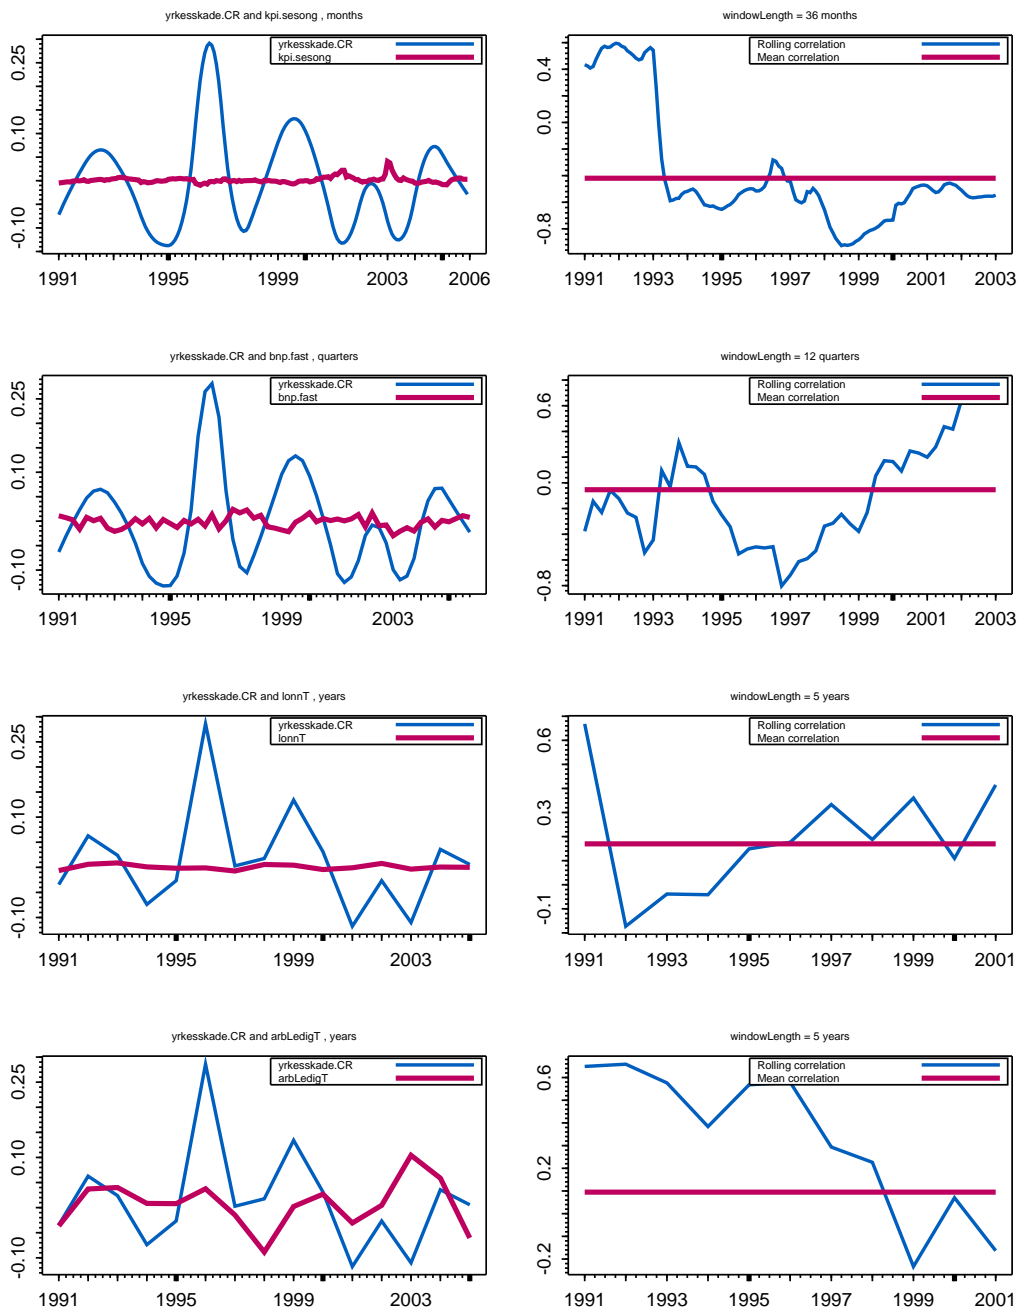 yrkesskade.CR and kpi.sesong , months
yrkesskade.CR
kpi.sesong
0.25
0.10
-0.10
1991 1995 1999 2003 2006
windowLength = 36 months
Rolling correlation
Mean correlation
0.4
0.0
-0.8
1991 1993 1995 1997 1999 2001 2003
yrkesskade.CR and bnp.fast , quarters
yrkesskade.CR
bnp.fast
0.25
0.10
-0.10
1991 1995 1999 2003
windowLength = 12 quarters
Rolling correlation
Mean correlation
0.6
0.0
-0.8
1991 1993 1995 1997 1999 2001 2003
yrkesskade.CR and lonnT , years
yrkesskade.CR
lonnT
0.25
0.10
-0.10
1991 1995 1999 2003
windowLength = 5 years
Rolling correlation
Mean correlation
0.6
0.3
-0.1
1991 1993 1995 1997 1999 2001
yrkesskade.CR and arbLedigT , years
yrkesskade.CR
arbLedigT
0.25
0.10
-0.10
1991 1995 1999 2003
windowLength = 5 years
Rolling correlation
Mean correlation
0.6
0.2
-0.2
1991 1993 1995 1997 1999 2001